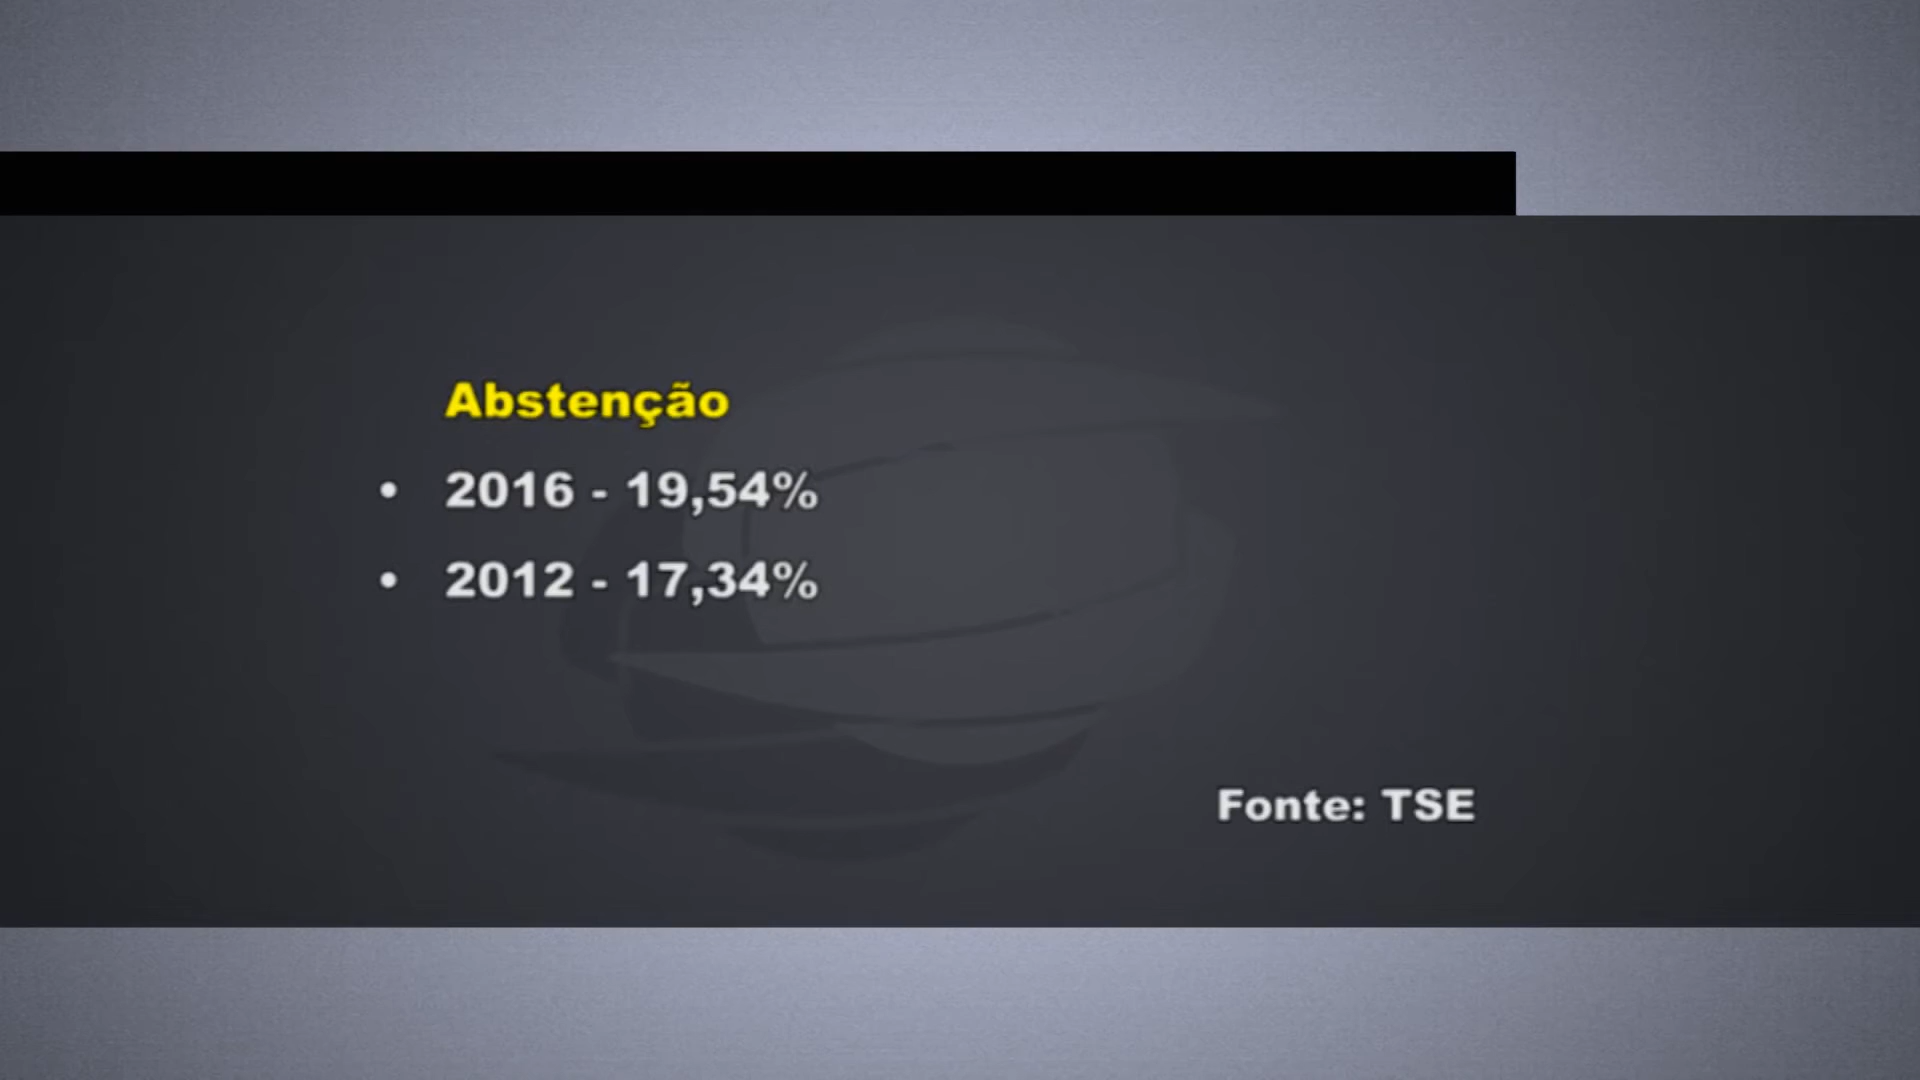 Abstenção
• 2016 - 19,54%
• 2012 - 17,34%
Fonte: TSE